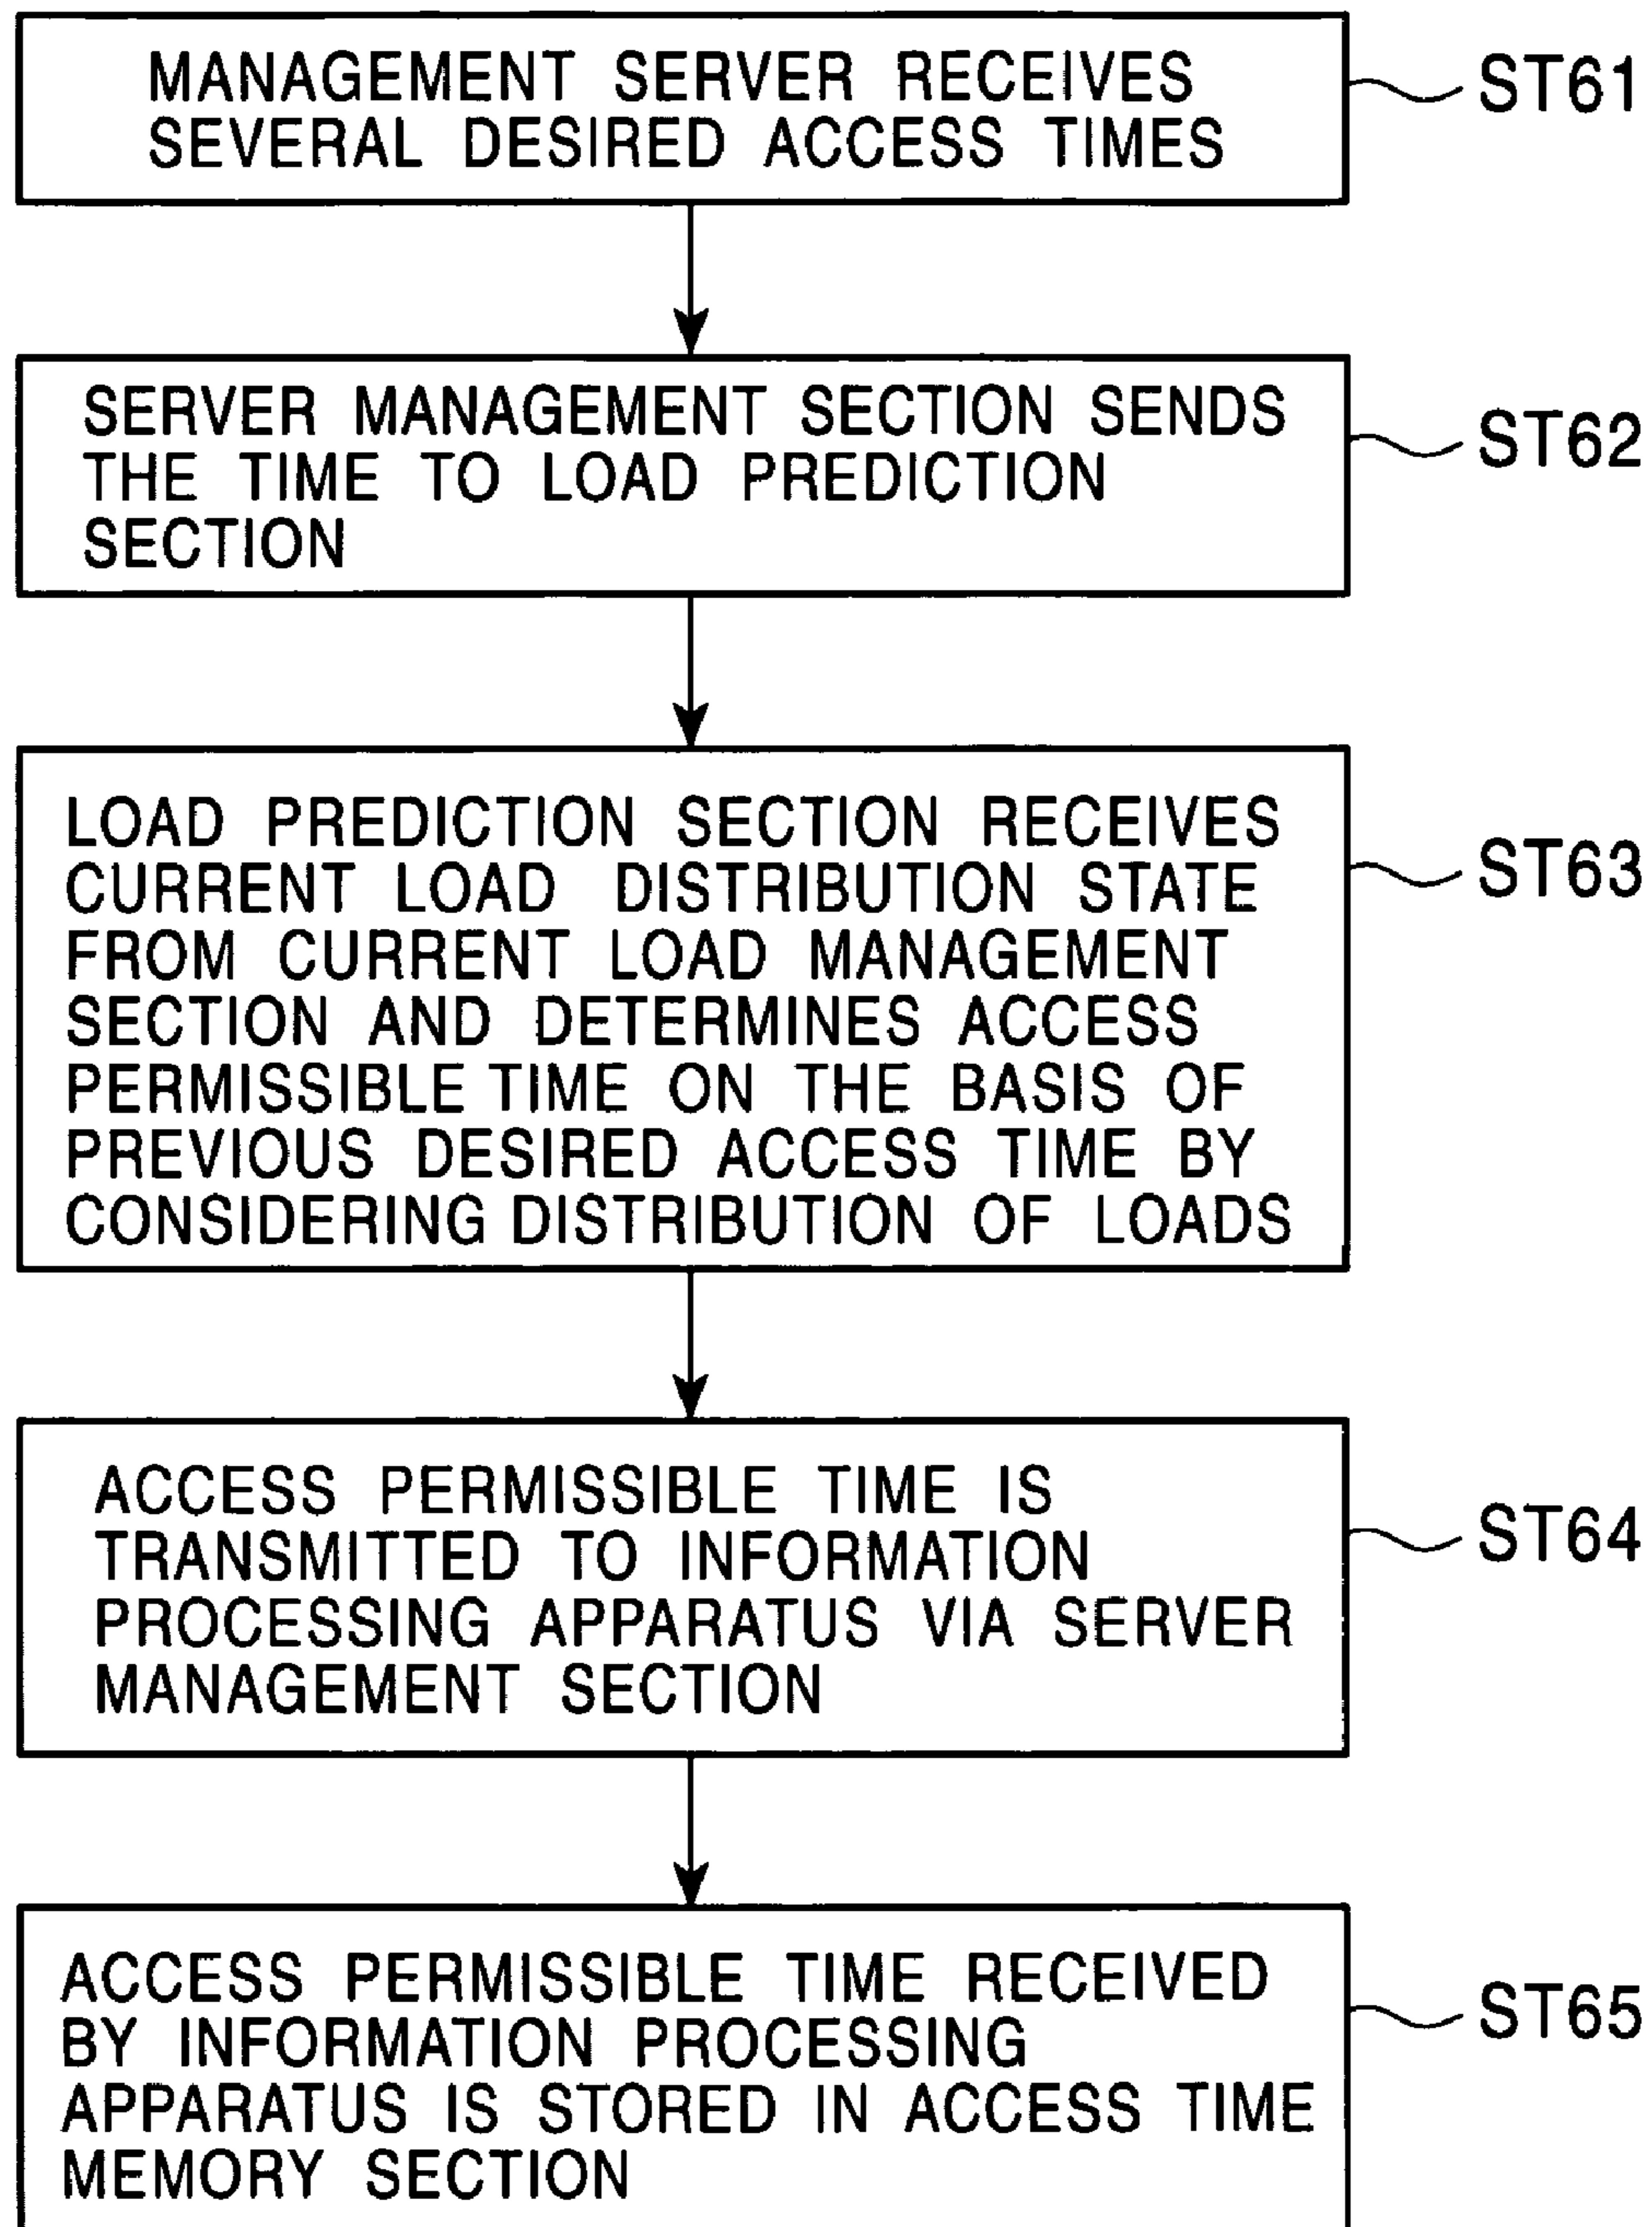 MANAGEMENT SERVER RECEIVES
SEVERAL DESIRED ACCESS TIMES
ST61
SERVER MANAGEMENT SECTION SENDS
THE TIME TO LOAD PREDICTION
SECTION
ST62
LOAD PREDICTION SECTION RECEIVES
CURRENT LOAD DISTRIBUTION STATE
FROM CURRENT LOAD MANAGEMENT
SECTION AND DETERMINES ACCESS
PERMISSIBLE TIME ON THE BASIS OF
PREVIOUS DESIRED ACCESS TIME BY
CONSIDERING DISTRIBUTION OF LOADS
ST63
ACCESS PERMISSIBLE TIME IS
TRANSMITTED TO INFORMATION
PROCESSING APPARATUS VIA SERVER
MANAGEMENT SECTION
ST64
ACCESS PERMISSIBLE TIME RECEIVED
BY INFORMATION PROCESSING
APPARATUS IS STORED IN ACCESS TIME
MEMORY SECTION
ST65